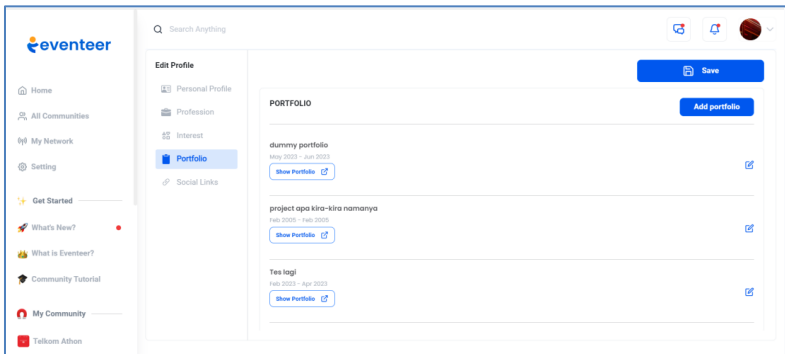 eventeer
Search Anything
Home
All Communities
My Network
Setting
Get Started
What's New?
What is Eventeer?
Community Tutorial
My Community
Telkom Athon
Edit Profile
Personal Profile
Profession
Interest
Portfolio
Social Links
Save
PORTFOLIO
Add portfolio
dummy portfolio
May 2023 - Jun 2023
Show Portfolio
project apa kira-kira namanya
Feb 2005 - Feb 2005
Show Portfolio
Tes lagi
Feb 2023 - Apr 2023
Show Portfolio